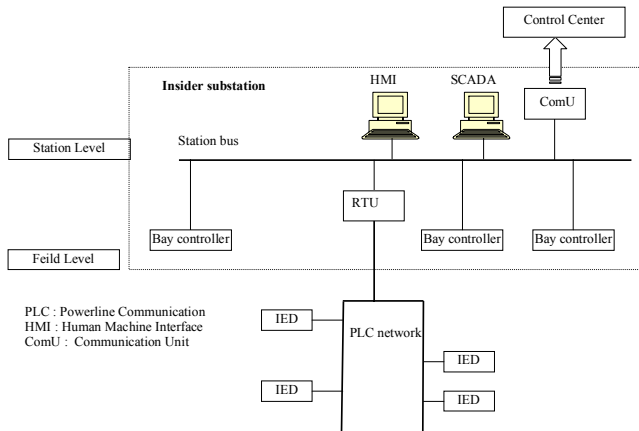 Control Center
Insider substation
HMI
SCADA
ComU
Station Level
Station bus
RTU
Bay controller
Bay controller
Bay controller
Feild Level
PLC : Powerline Communication
HMI : Human Machine Interface
ComU : Communication Unit
IED
PLC network
IED
IED
IED